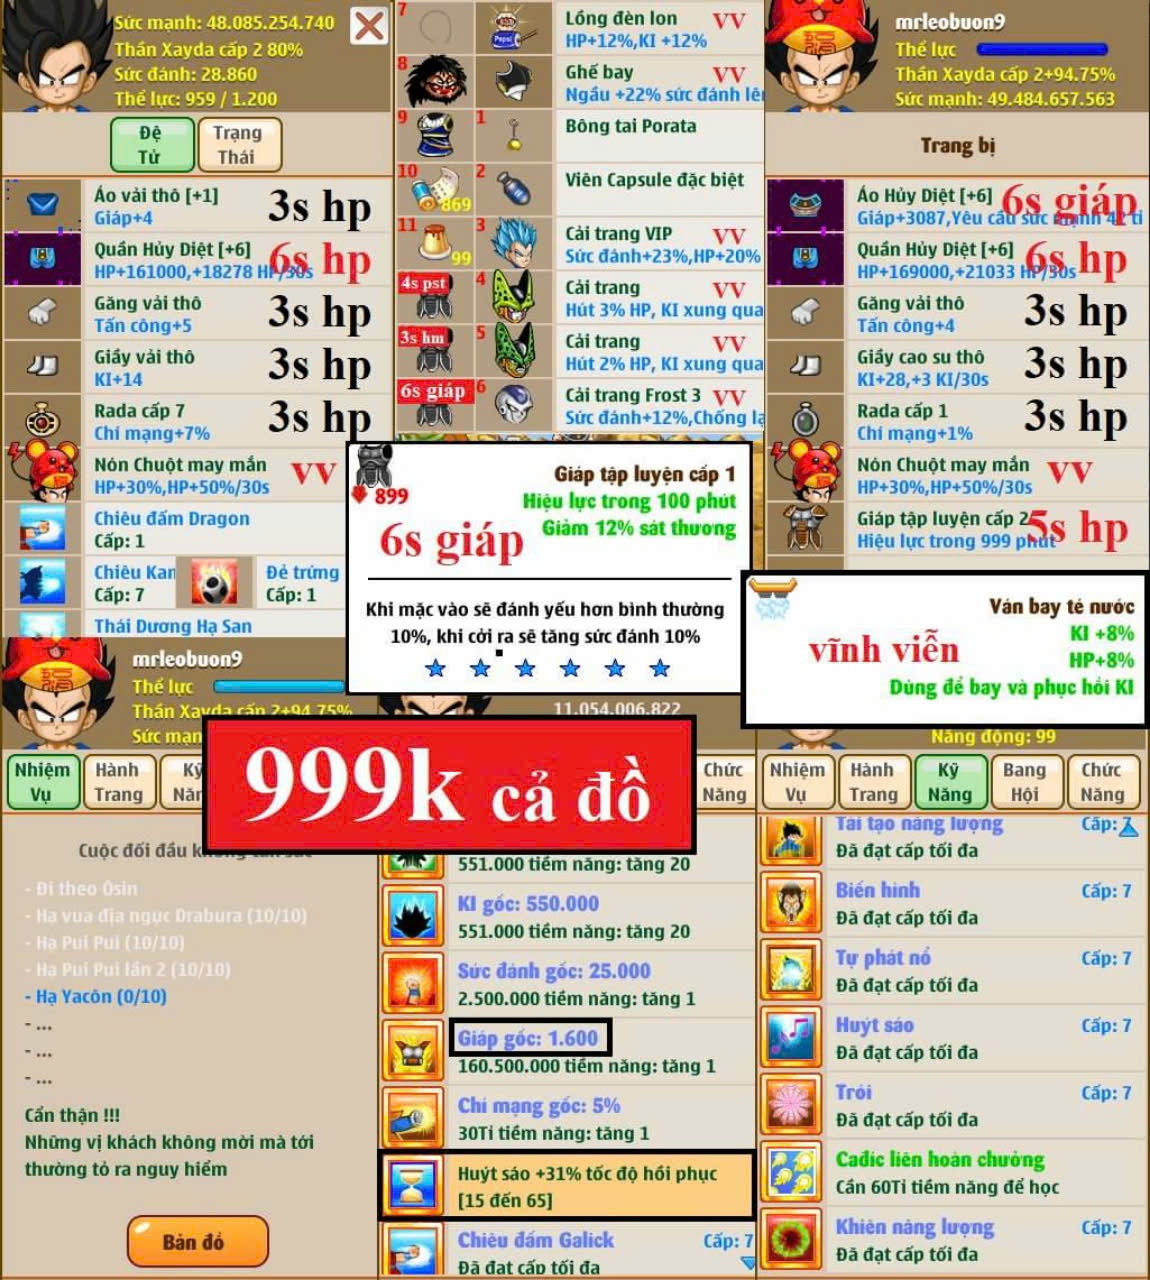 Sức mạnh: 48.085.254.740
Thần Xayda cấp 2 80%
Sức đánh: 28.860
Thể lực: 959 / 1.200
Đệ
Tử
Trạng
Thái
Áo vải thô [+1]
Giáp+4
3s hp
Quần Hủy Diệt [+6]
HP+161000,+18278 HP/30s
6s hp
Găng vải thô
Tấn công+5
3s hp
Giầy vải thô
KI+14
3s hp
Rada cấp 7
Chí mạng+7%
3s hp
Nón Chuột may mắn
HP+30%,HP+50%/30s
VV
Chiêu đấm Dragon
Cấp: 1
Chiêu Kan
Cấp: 7
Đẻ trứng
Cấp: 1
Thái Dương Hạ San
7
Pepsi
Lồng đèn lon
VV
HP+12%,KI +12%
8
Ghế bay
VV
Ngầu +22% sức đánh lên
9
1
Bông tai Porata
10
869
2
Viên Capsule đặc biệt
11
99
3
Cải trang VIP
VV
Sức đánh+23%,HP+20%
4s pst
4
Cải trang
VV
Hút 3% HP, KI xung qua
3s hm
5
Cải trang
VV
Hút 2% HP, KI xung qua
6s giáp
6
Cải trang Frost 3
VV
Sức đánh+12%,Chống lạ
mrleobuon9
Thể lực
Thần Xayda cấp 2+94.75%
Sức mạnh: 49.484.657.563
Trang bị
Áo Hủy Diệt [+6]
6s giáp
Giáp+3087,Yêu cầu sức mạnh 42 tỉ
Quần Hủy Diệt [+6]
HP+169000,+21033 HP/30s
6s hp
Găng vải thô
Tấn công+4
3s hp
Giầy cao su thô
KI+28,+3 KI/30s
3s hp
Rada cấp 1
Chí mạng+1%
3s hp
Nón Chuột may mắn
HP+30%,HP+50%/30s
VV
Giáp tập luyện cấp 2
Hiệu lực trong 999 phút
5s hp
899
Giáp tập luyện cấp 1
Hiệu lực trong 100 phút
Giảm 12% sát thương
6s giáp
Khi mặc vào sẽ đánh yếu hơn bình thường
10%, khi cởi ra sẽ tăng sức đánh 10%
Ván bay té nước
KI +8%
HP+8%
vĩnh viễn
Dùng để bay và phục hồi KI
mrleobuon9
Thể lực
Thần Xayda cấp 2+94.75%
Sức mạn
11.054.006.822
999k cả đồ
Nhiệm
Vụ
Hành
Trang
Kỹ
Năn
Cuộc đối đầu không cân sức
- Đi theo Ôsin
- Hạ vua địa ngục Drabura (10/10)
- Hạ Pui Pui (10/10)
- Hạ Pui Pui lần 2 (10/10)
- Hạ Yacôn (0/10)
- ...
- ...
- ...
Cẩn thận !!!
Những vị khách không mời mà tới
thường tỏ ra nguy hiểm
Bản đồ
Chức
Năng
551.000 tiềm năng: tăng 20
KI gốc: 550.000
551.000 tiềm năng: tăng 20
Sức đánh gốc: 25.000
2.500.000 tiềm năng: tăng 1
Giáp gốc: 1.600
160.500.000 tiềm năng: tăng 1
Chí mạng gốc: 5%
30Tỉ tiềm năng: tăng 1
Huýt sáo +31% tốc độ hồi phục
[15 đến 65]
Chiêu đấm Galick
Cấp: 7
Đã đạt cấp tối đa
Năng động: 99
Nhiệm
Vụ
Hành
Trang
Kỹ
Năng
Bang
Hội
Chức
Năng
Tái tạo năng lượng
Cấp: 7
Đã đạt cấp tối đa
Biến hình
Cấp: 7
Đã đạt cấp tối đa
Tự phát nổ
Cấp: 7
Đã đạt cấp tối đa
Huýt sáo
Cấp: 7
Đã đạt cấp tối đa
Trói
Cấp: 7
Đã đạt cấp tối đa
Cađic liên hoàn chưởng
Cần 60Tỉ tiềm năng để học
Khiên năng lượng
Cấp: 7
Đã đạt cấp tối đa